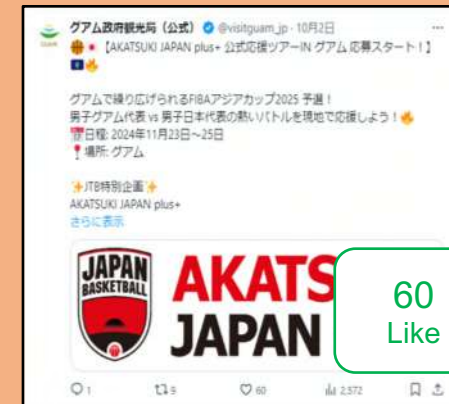 グアム政府観光局（公式） @visitguam_jp · 10月2日
【AKATSUKI JAPAN plus+ 公式応援ツアーIN グアム 応募スタート！】
グアムで繰り広げられるFIBAアジアカップ2025 予選！
男子グアム代表 vs 男子日本代表の熱いバトルを現地で応援しよう！🔥
📅日程: 2024年11月23日～25日
📍場所: グアム
✨JTB特別企画✨
AKATSUKI JAPAN plus+
さらに表示
JAPAN
BASKETBALL
AKATS
JAPAN
60
Like
1 9 60 2,572